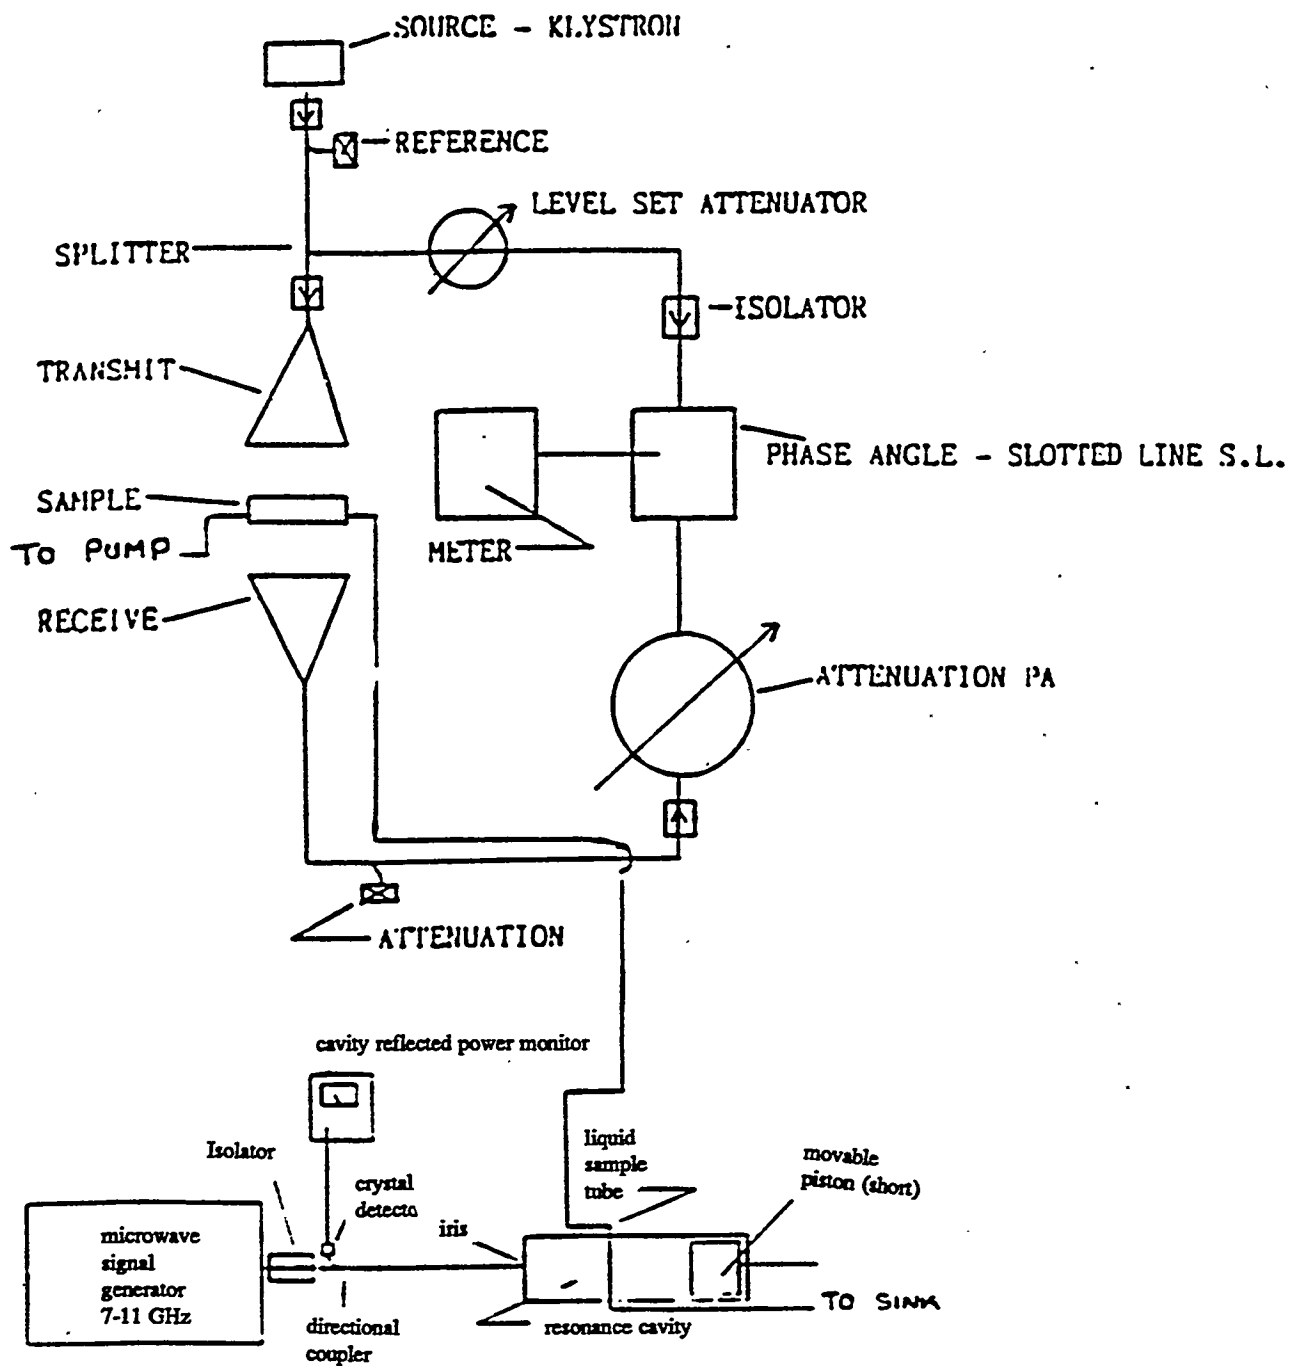 SOURCE - KLYSTRON
REFERENCE
LEVEL SET ATTENUATOR
SPLITTER
ISOLATOR
TRANSMIT
PHASE ANGLE - SLOTTED LINE S.L.
SAMPLE
TO PUMP
METER
RECEIVE
ATTENUATION PA
ATTENUATION
cavity reflected power monitor
Isolator
crystal
detecto
liquid
sample
tube
movable
piston (short)
iris
microwave
signal
generator
7-11 GHz
directional
coupler
resonance cavity
TO SINK